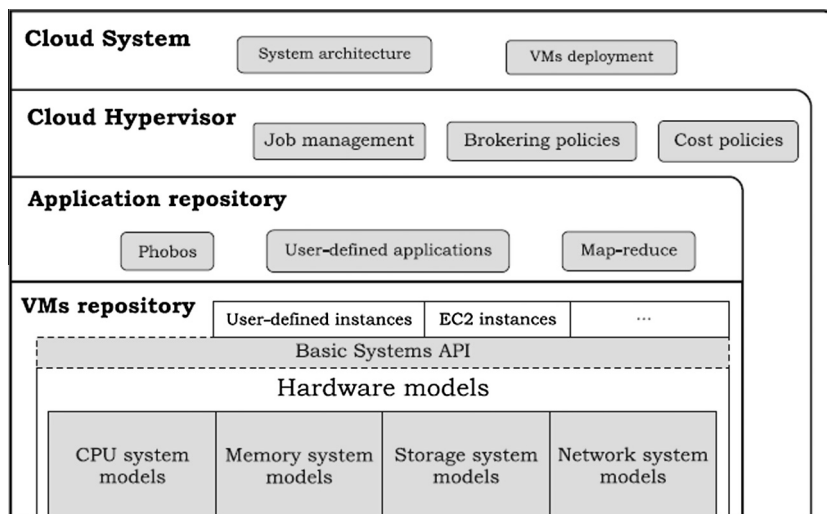 Cloud System
System architecture
VMs deployment
Cloud Hypervisor
Job management
Brokering policies
Cost policies
Application repository
Phobos
User-defined applications
Map-reduce
VMs repository
User-defined instances
EC2 instances
...
Basic Systems API
Hardware models
CPU system
models
Memory system
models
Storage system
models
Network system
models